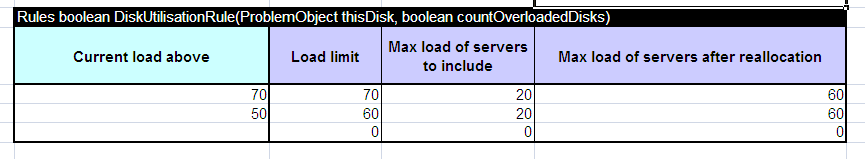 Rules boolean DiskUtilisationRule(ProblemObject thisDisk, boolean countOverloadedDisks)
Current load above Load limit Max load of servers to include Max load of servers after reallocation
70 70 20 60
50 60 20 60
0 0 0